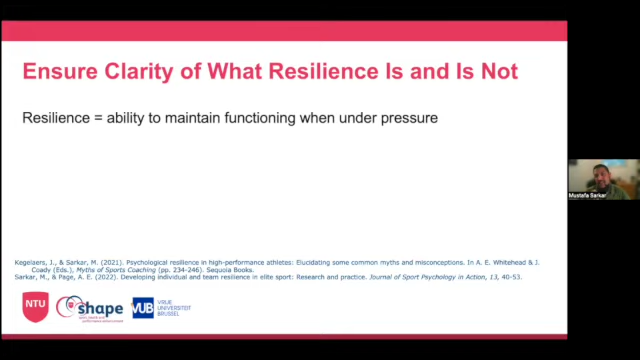 Ensure Clarity of What Resilience Is and Is Not
Resilience = ability to maintain functioning when under pressure
Mustafa Sarkar
Kegelaers, J., & Sarkar, M. (2021). Psychological resilience in high-performance athletes: Elucidating some common myths and misconceptions. In A. E. Whitehead & J.
Coady (Eds.), Myths of Sports Coaching (pp. 234-246). Sequoia Books.
Sarkar, M., & Page, A. E. (2022). Developing individual and team resilience in elite sport: Research and practice. Journal of Sport Psychology in Action, 13, 40-53.
NTU
shape
VUB
VRIJE
UNIVERSITEIT
BRUSSEL